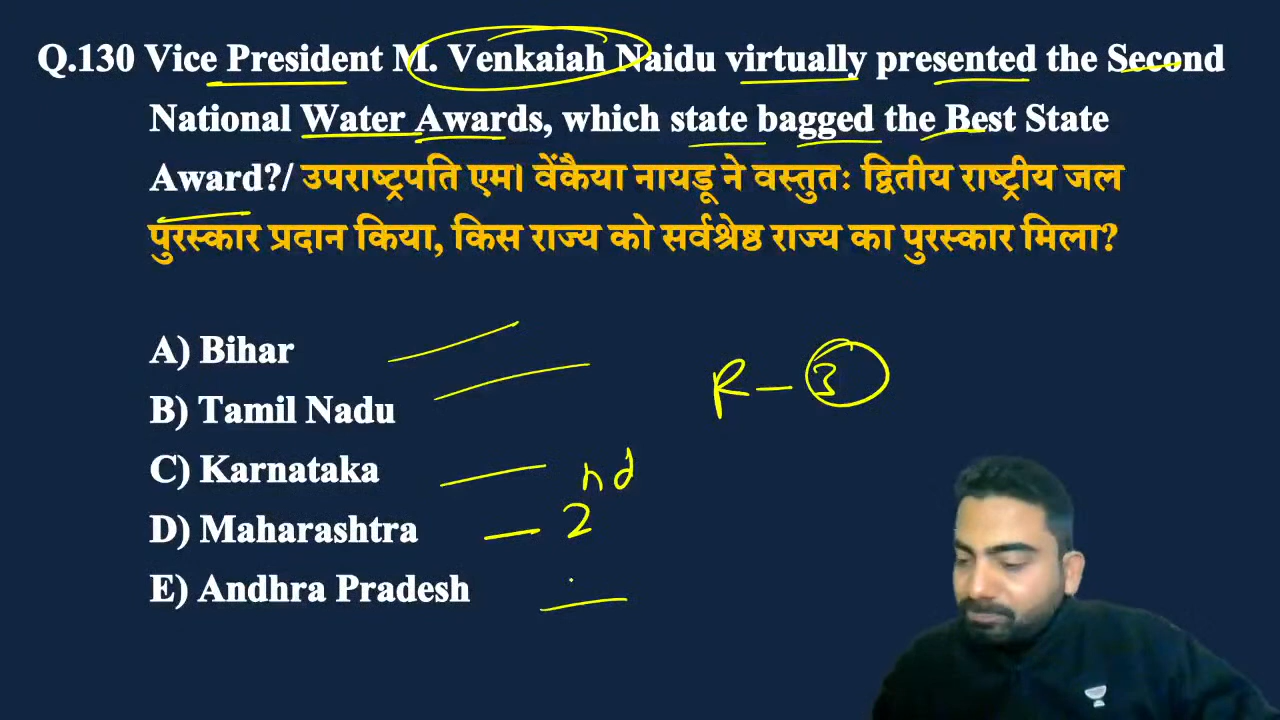 Q.130 Vice President M. Venkaiah Naidu virtually presented the Second
National Water Awards, which state bagged the Best State
Award?/ उपराष्ट्रपति एम। वेंकैया नायडू ने वस्तुतः द्वितीय राष्ट्रीय जल
पुरस्कार प्रदान किया, किस राज्य को सर्वश्रेष्ठ राज्य का पुरस्कार मिला?
A) Bihar
R - 3
B) Tamil Nadu
C) Karnataka
D) Maharashtra - 2nd
E) Andhra Pradesh